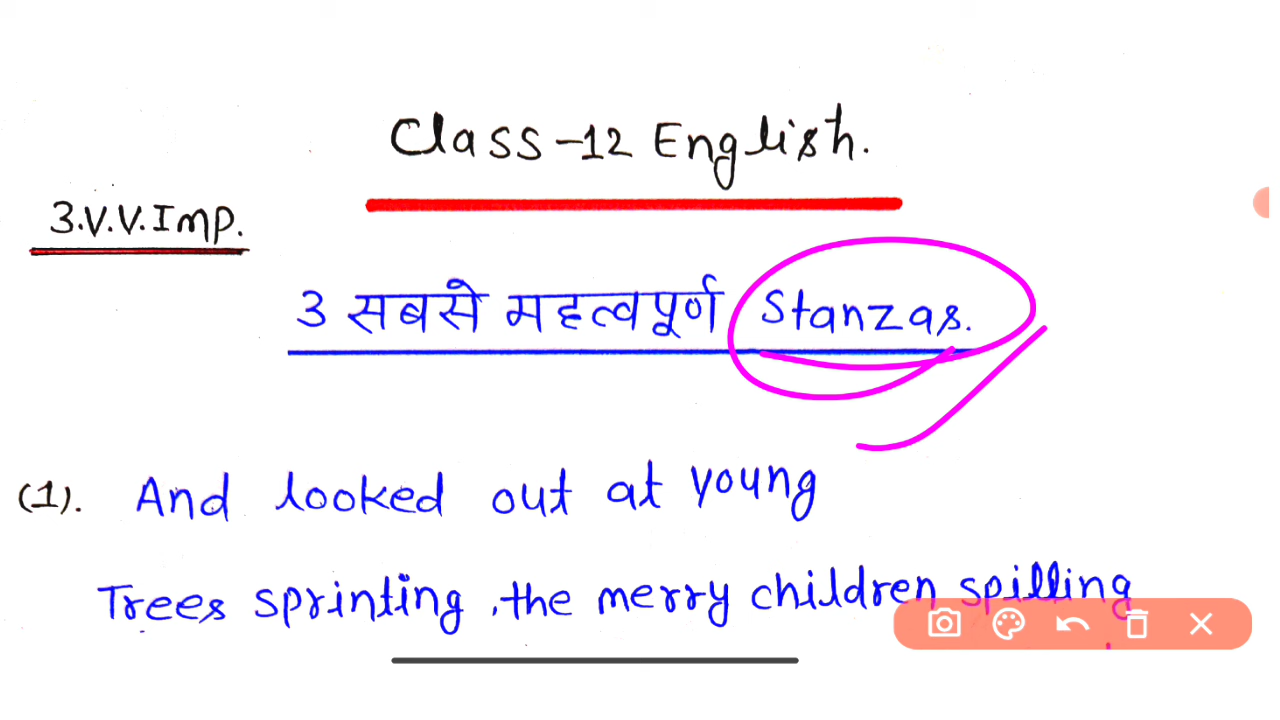 Class-12 English.
3.V.V.Imp.
3 सबसे महत्वपूर्ण Stanzas.
(1). And looked out at young
Trees sprinting, the merry children spilling